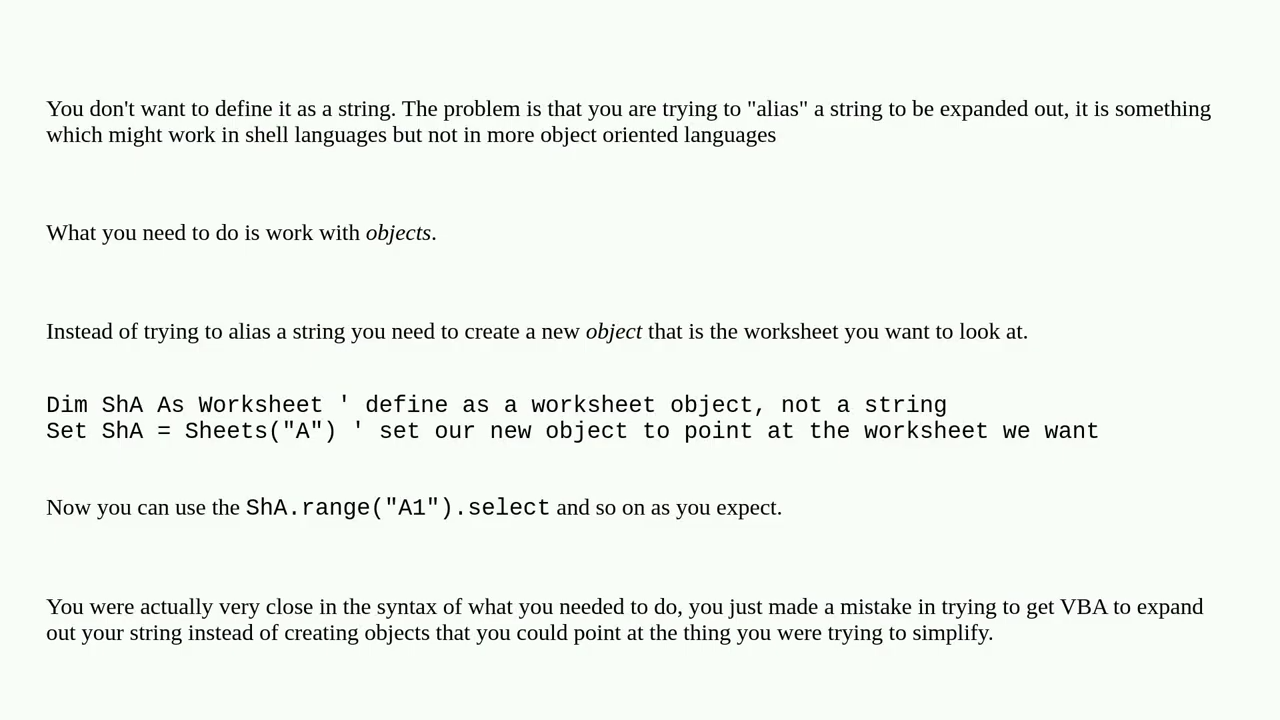 You don't want to define it as a string. The problem is that you are trying to "alias" a string to be expanded out, it is something
which might work in shell languages but not in more object oriented languages
What you need to do is work with objects.
Instead of trying to alias a string you need to create a new object that is the worksheet you want to look at.
Dim ShA As Worksheet ' define as a worksheet object, not a string
Set ShA = Sheets("A") ' set our new object to point at the worksheet we want
Now you can use the ShA.range("A1").select and so on as you expect.
You were actually very close in the syntax of what you needed to do, you just made a mistake in trying to get VBA to expand
out your string instead of creating objects that you could point at the thing you were trying to simplify.